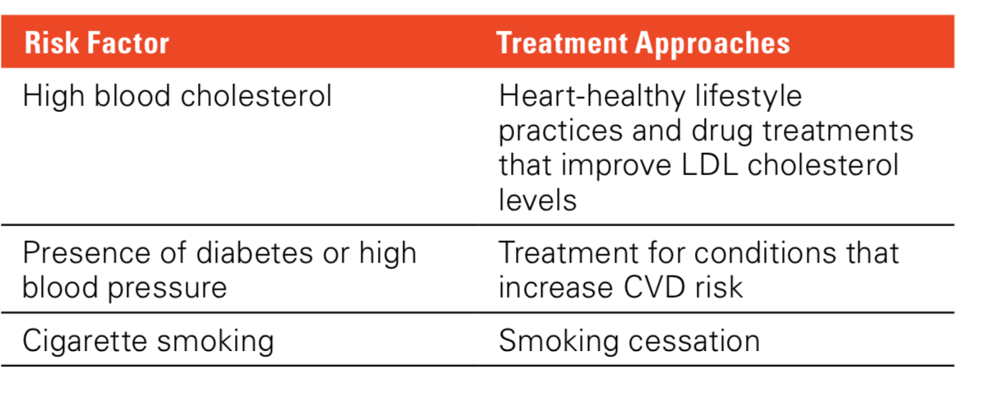 Risk Factor Treatment Approaches
High blood cholesterol Heart-healthy lifestyle
practices and drug treatments
that improve LDL cholesterol
levels
Presence of diabetes or high Treatment for conditions that
blood pressure increase CVD risk
Cigarette smoking Smoking cessation